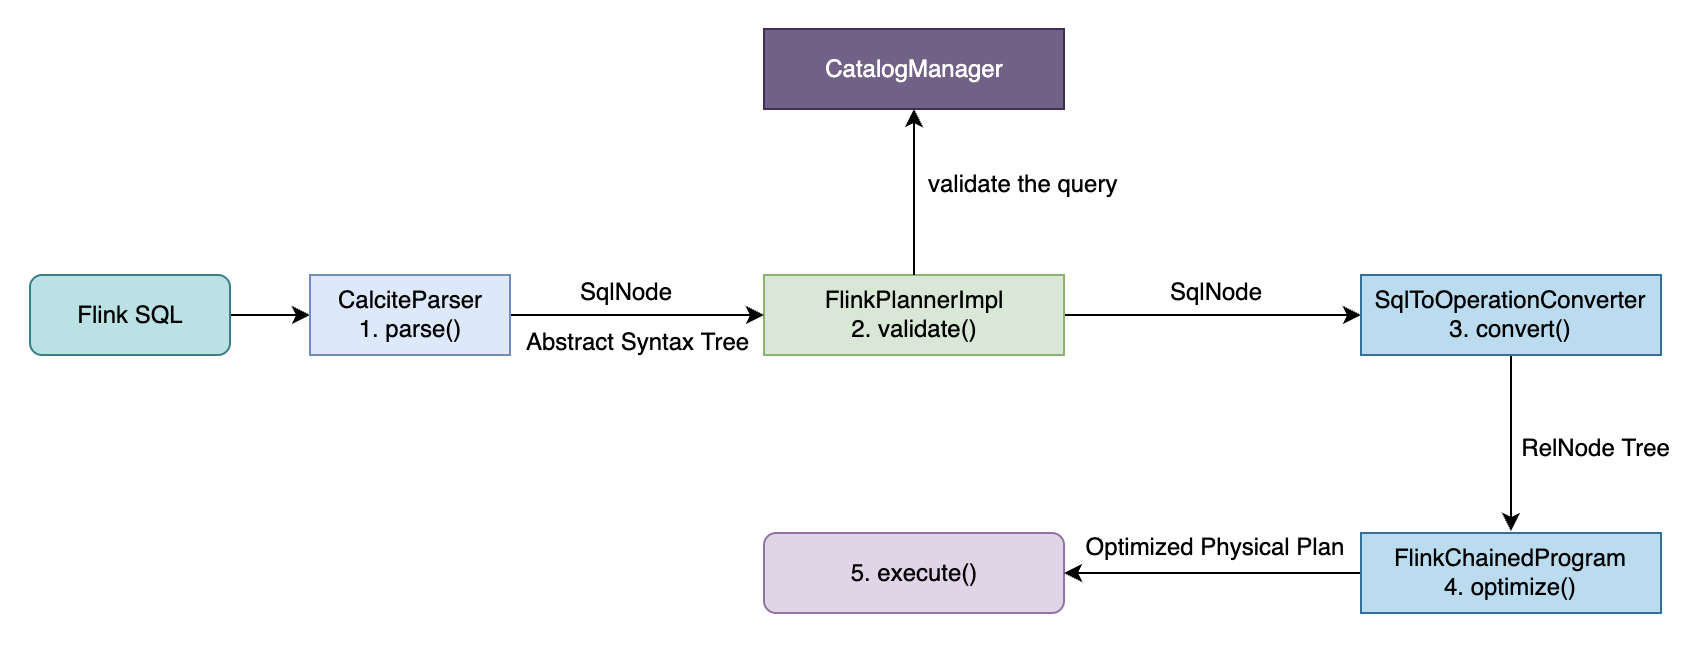 CatalogManager
validate the query
Flink SQL
CalciteParser
1. parse()
SqlNode
Abstract Syntax Tree
FlinkPlannerImpl
2. validate()
SqlNode
SqlToOperationConverter
3. convert()
RelNode Tree
FlinkChainedProgram
4. optimize()
Optimized Physical Plan
5. execute()